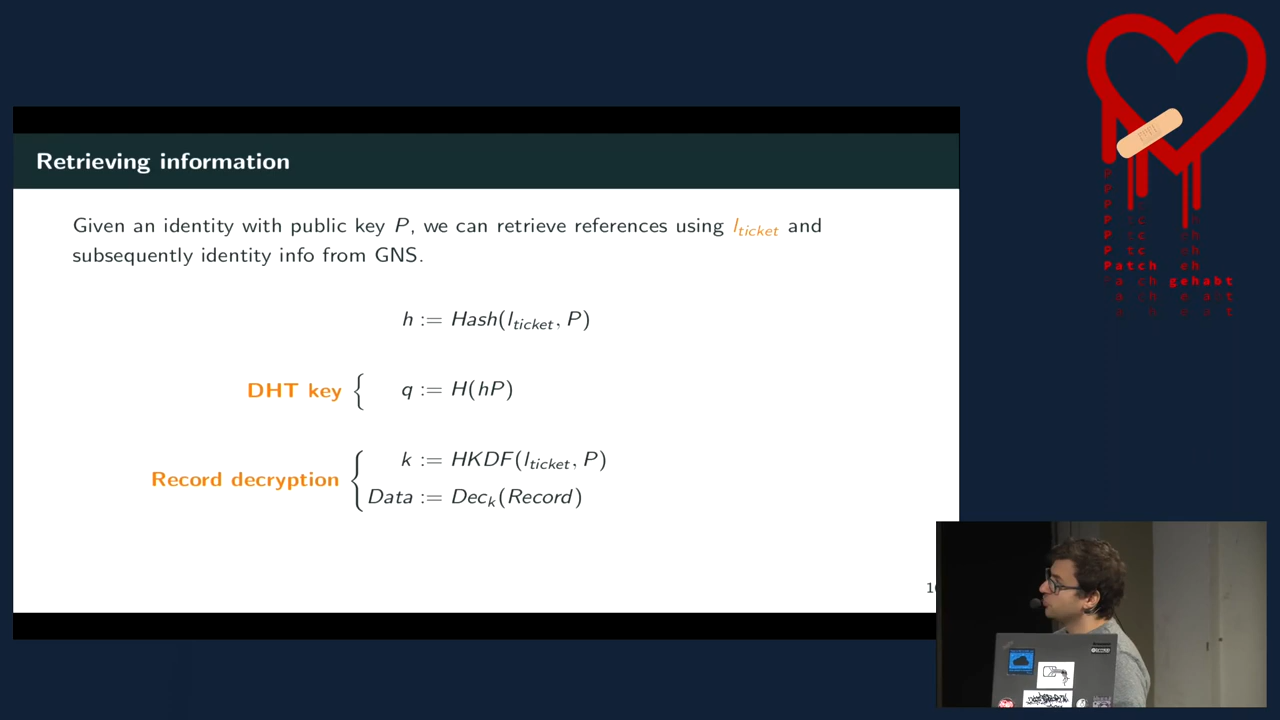 Retrieving information
Given an identity with public key P, we can retrieve references using l_ticket and
subsequently identity info from GNS.
h := Hash(l_ticket, P)
DHT key { q := H(hP)
Record decryption { k := HKDF(l_ticket, P)
Data := Dec_k(Record)
Patch eh
gehabt